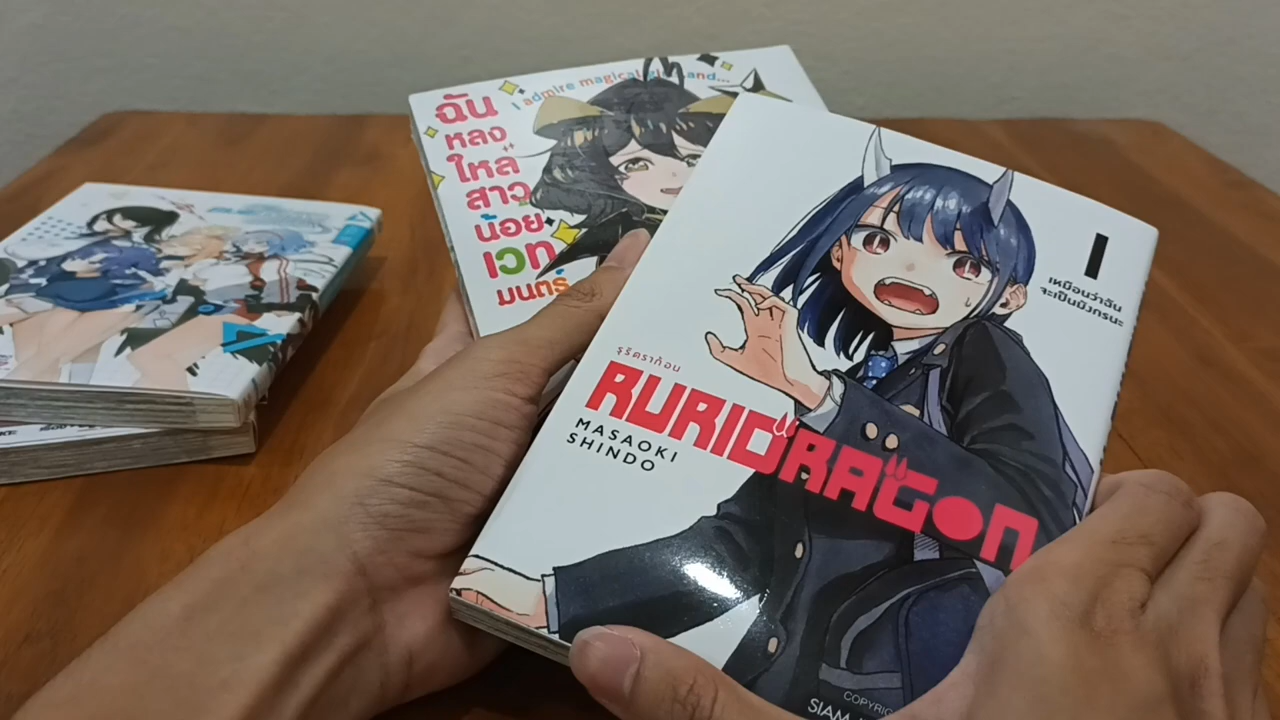 I admire magical girl, and...
ฉัน
หลง
ใหล
สาว
น้อย
เวท
มนตร์
1
เหมือนว่าฉัน
จะเป็นมังกรนะ
รุริดราก้อน
RURIDRAGON
MASAOKI
SHINDO
SIAM